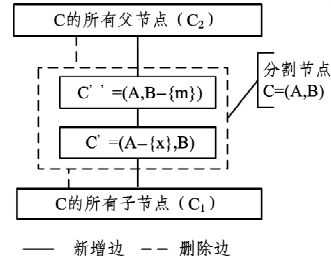 C的所有父节点（C₂）
分割节点
C=(A,B)
C' '=(A,B-{m})
C' =(A-{x},B)
C的所有子节点（C₁）
新增边
删除边